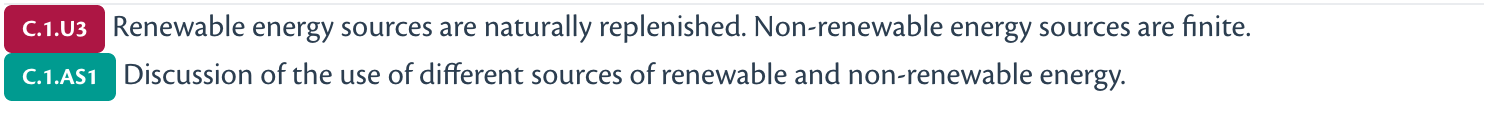 C.1.U3 Renewable energy sources are naturally replenished. Non-renewable energy sources are finite.
C.1.AS1 Discussion of the use of different sources of renewable and non-renewable energy.